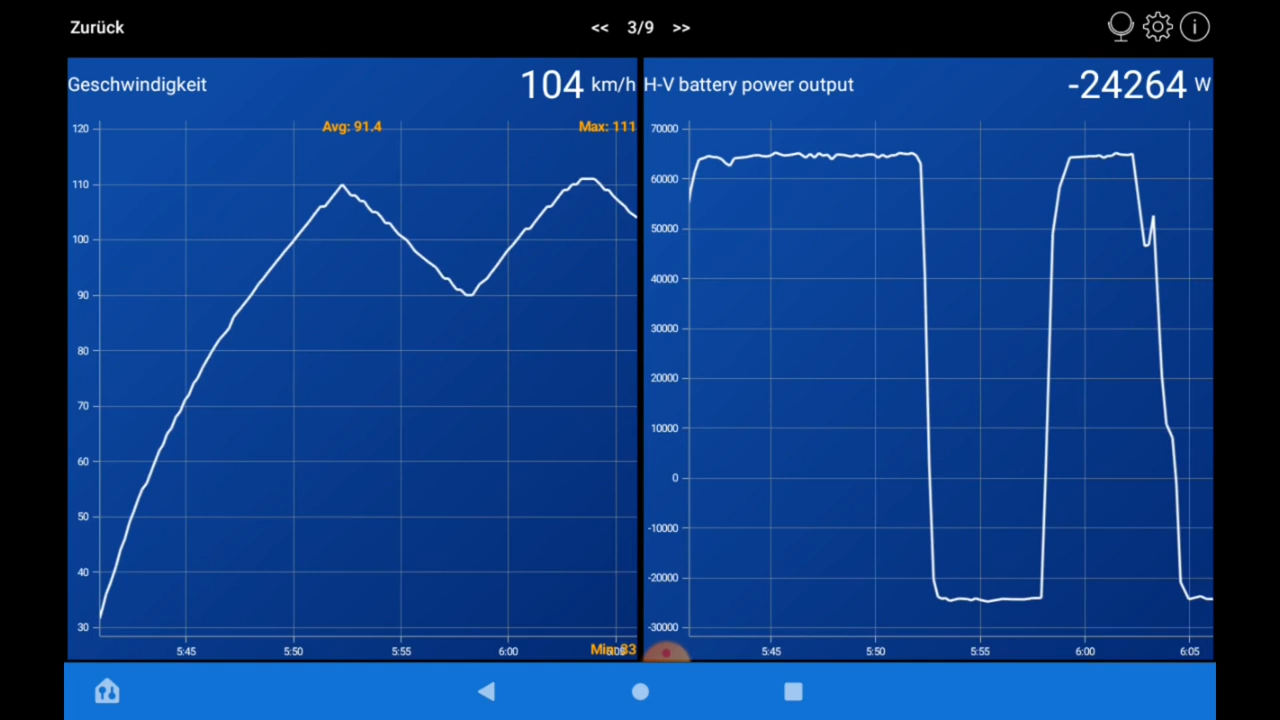 Zurück
<< 3/9 >>
Geschwindigkeit 104 km/h
Avg: 91.4 Max: 111
120
110
100
90
80
70
60
50
40
30
5:45 5:50 5:55 6:00
Min: 33
H-V battery power output -24264 W
70000
60000
50000
40000
30000
20000
10000
0
-10000
-20000
-30000
5:45 5:50 5:55 6:00 6:05